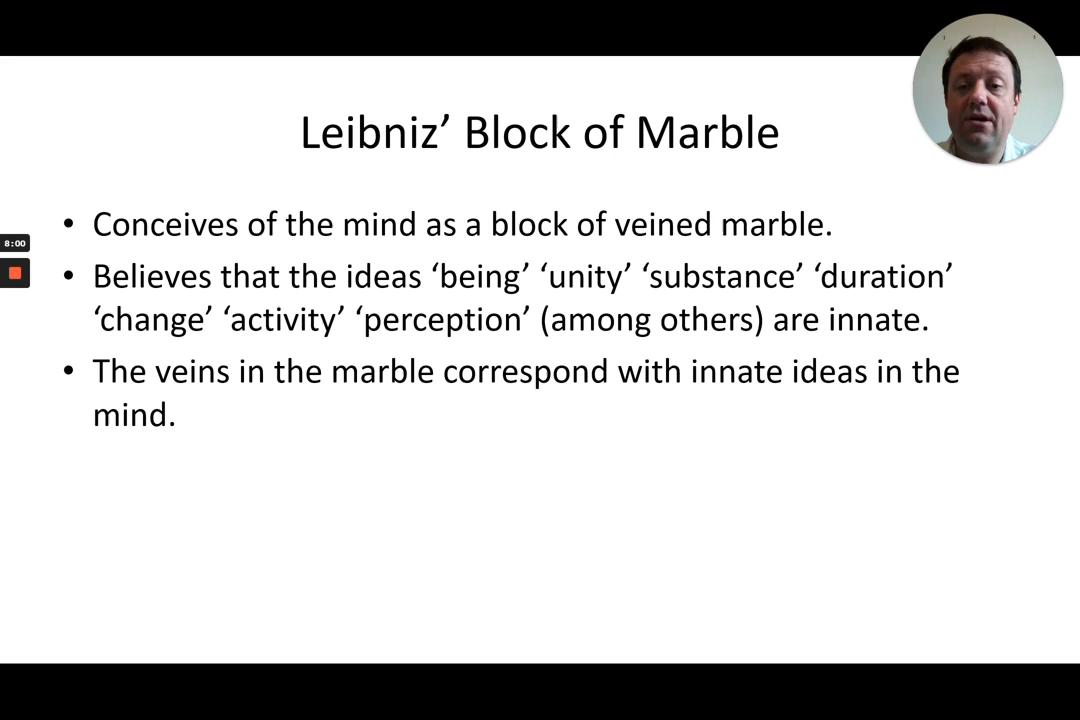 Leibniz’ Block of Marble
• Conceives of the mind as a block of veined marble.
8:00
• Believes that the ideas ‘being’ ‘unity’ ‘substance’ ‘duration’
‘change’ ‘activity’ ‘perception’ (among others) are innate.
• The veins in the marble correspond with innate ideas in the
mind.